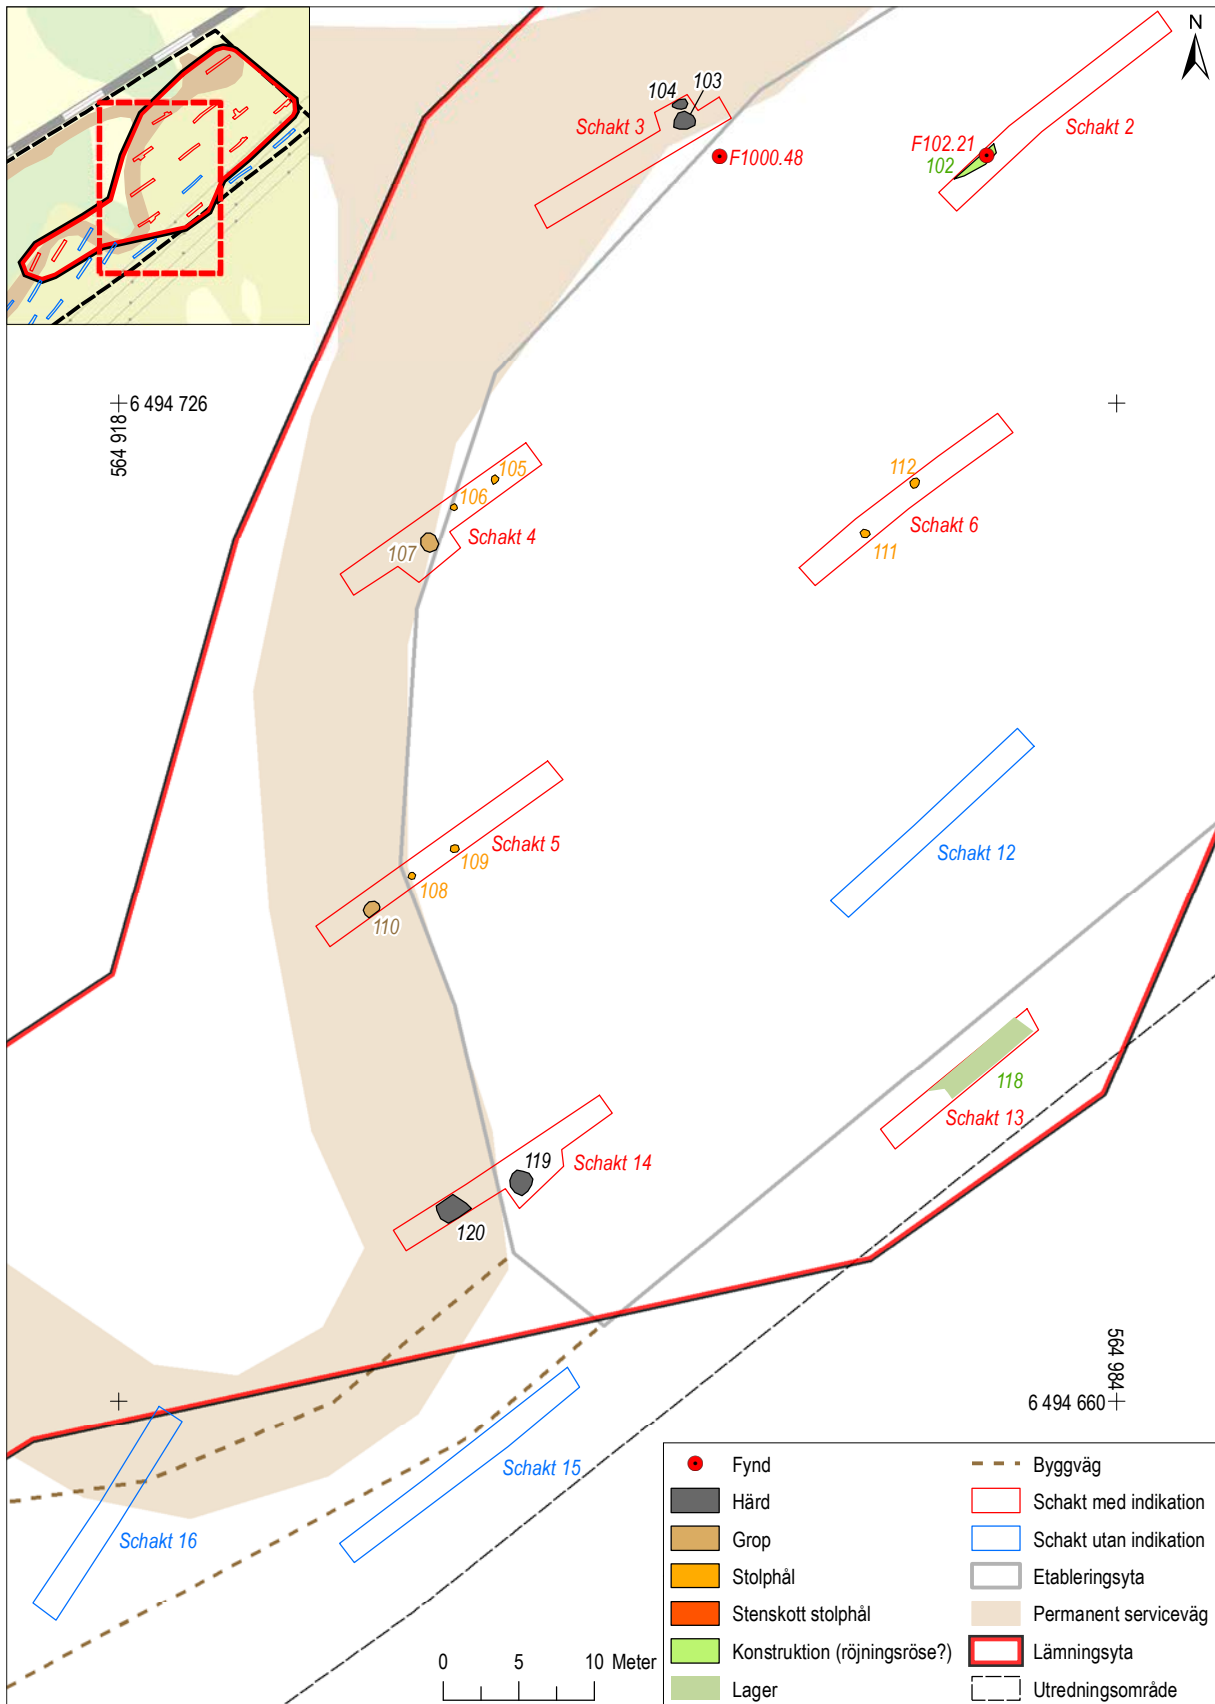 N
104
103
Schakt 3
F1000.48
Schakt 2
F102.21
102
6 494 726
564 918
105
106
107
Schakt 4
112
111
Schakt 6
Schakt 5
109
108
110
Schakt 12
118
Schakt 13
119
Schakt 14
120
564 984
6 494 660
Schakt 15
Schakt 16
0 5 10 Meter
Fynd
Härd
Grop
Stolphål
Stenskott stolphål
Konstruktion (röjningsröse?)
Lager
Byggväg
Schakt med indikation
Schakt utan indikation
Etableringsyta
Permanent serviceväg
Lämningsyta
Utredningsområde